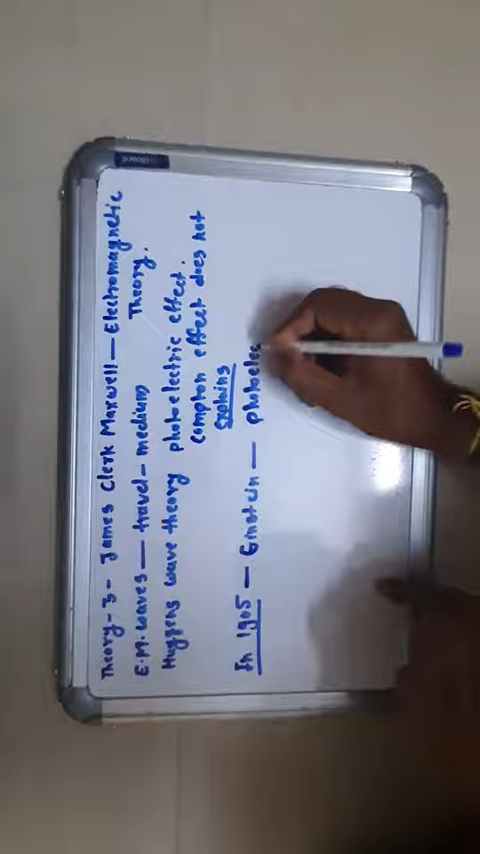 Theory-3- James Clerk Maxwell — Electromagnetic
Theory.
E.M. waves — travel - medium
Huygens wave theory photoelectric effect.
compton effect does not
Explains
In 1905 — Einstein — photoelec